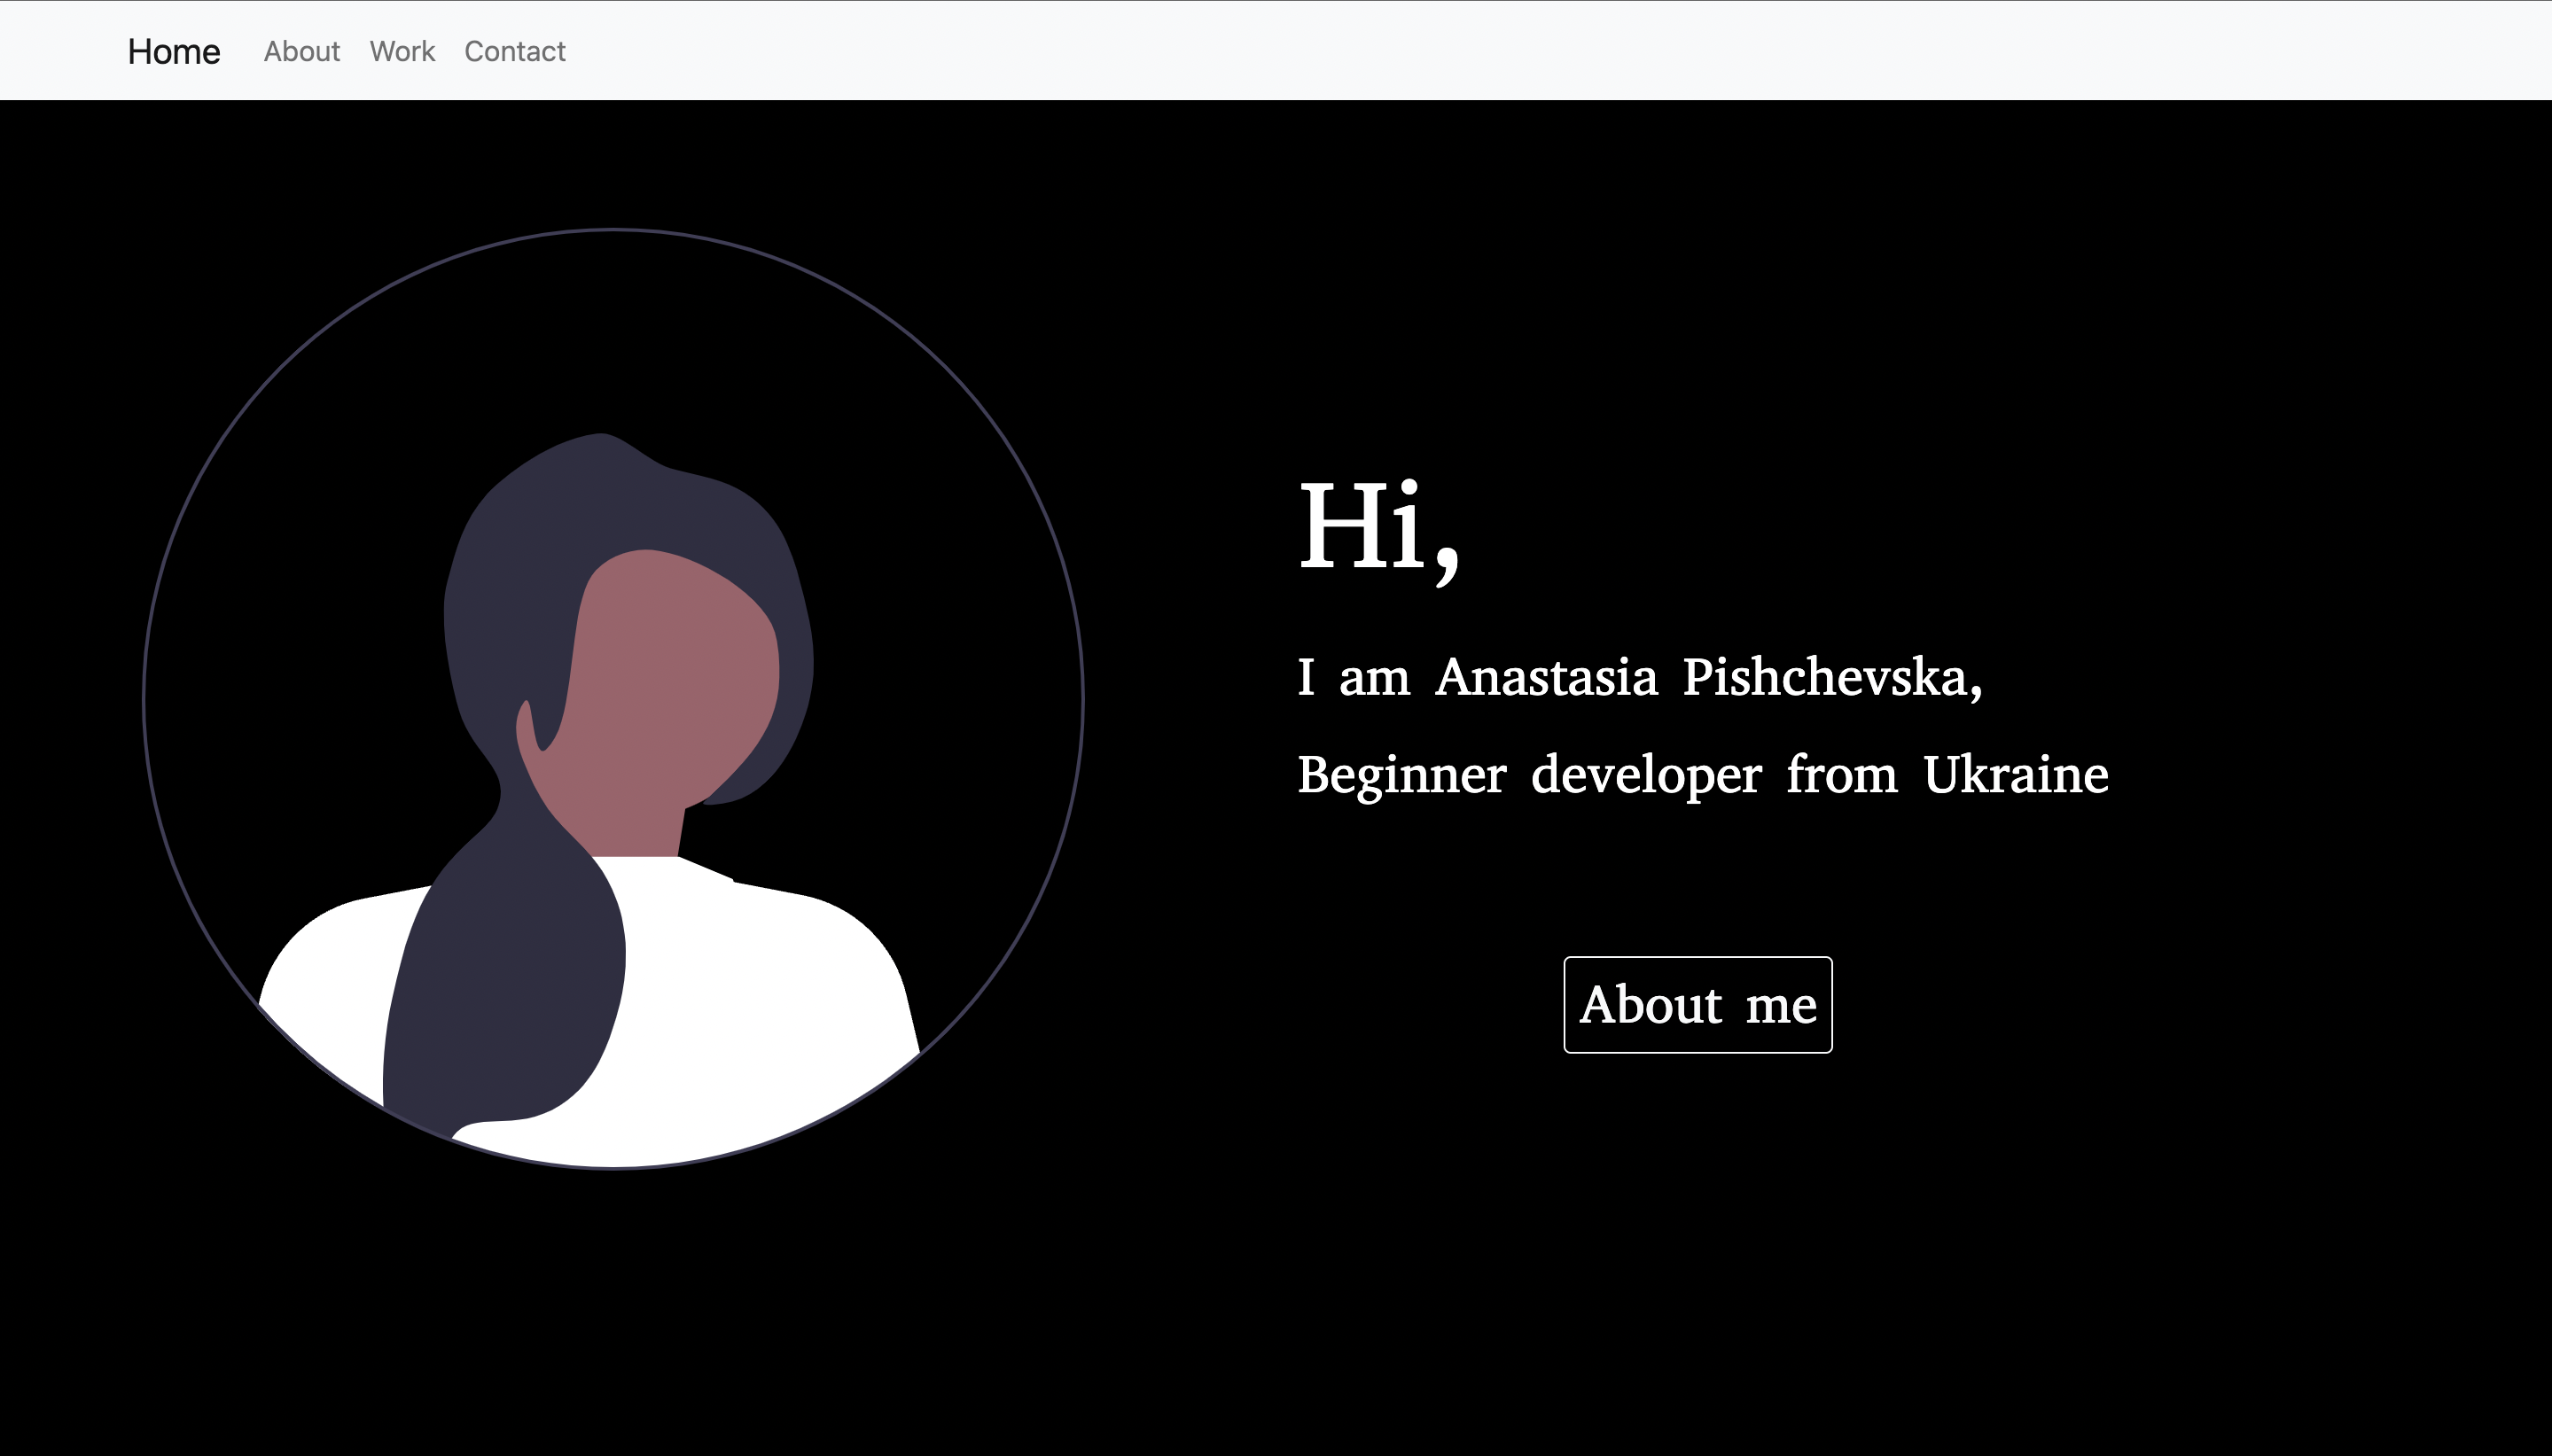 Home About Work Contact
Hi,
I am Anastasia Pishchevska,
Beginner developer from Ukraine
About me